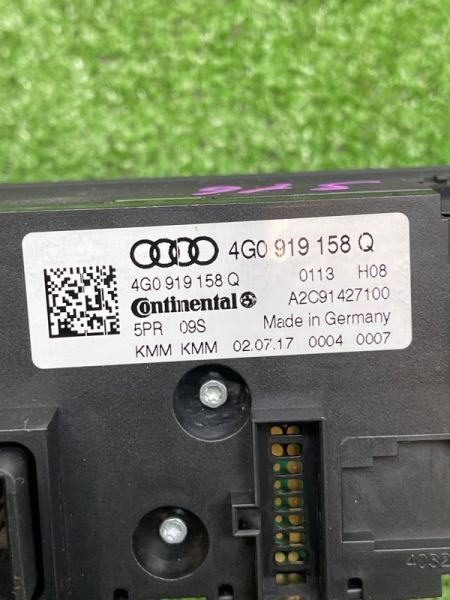 4G0 919 158 Q
4G0 919 158 Q 0113 H08
Continental A2C91427100
5PR 09S Made in Germany
KMM KMM 02.07.17 0004 0007